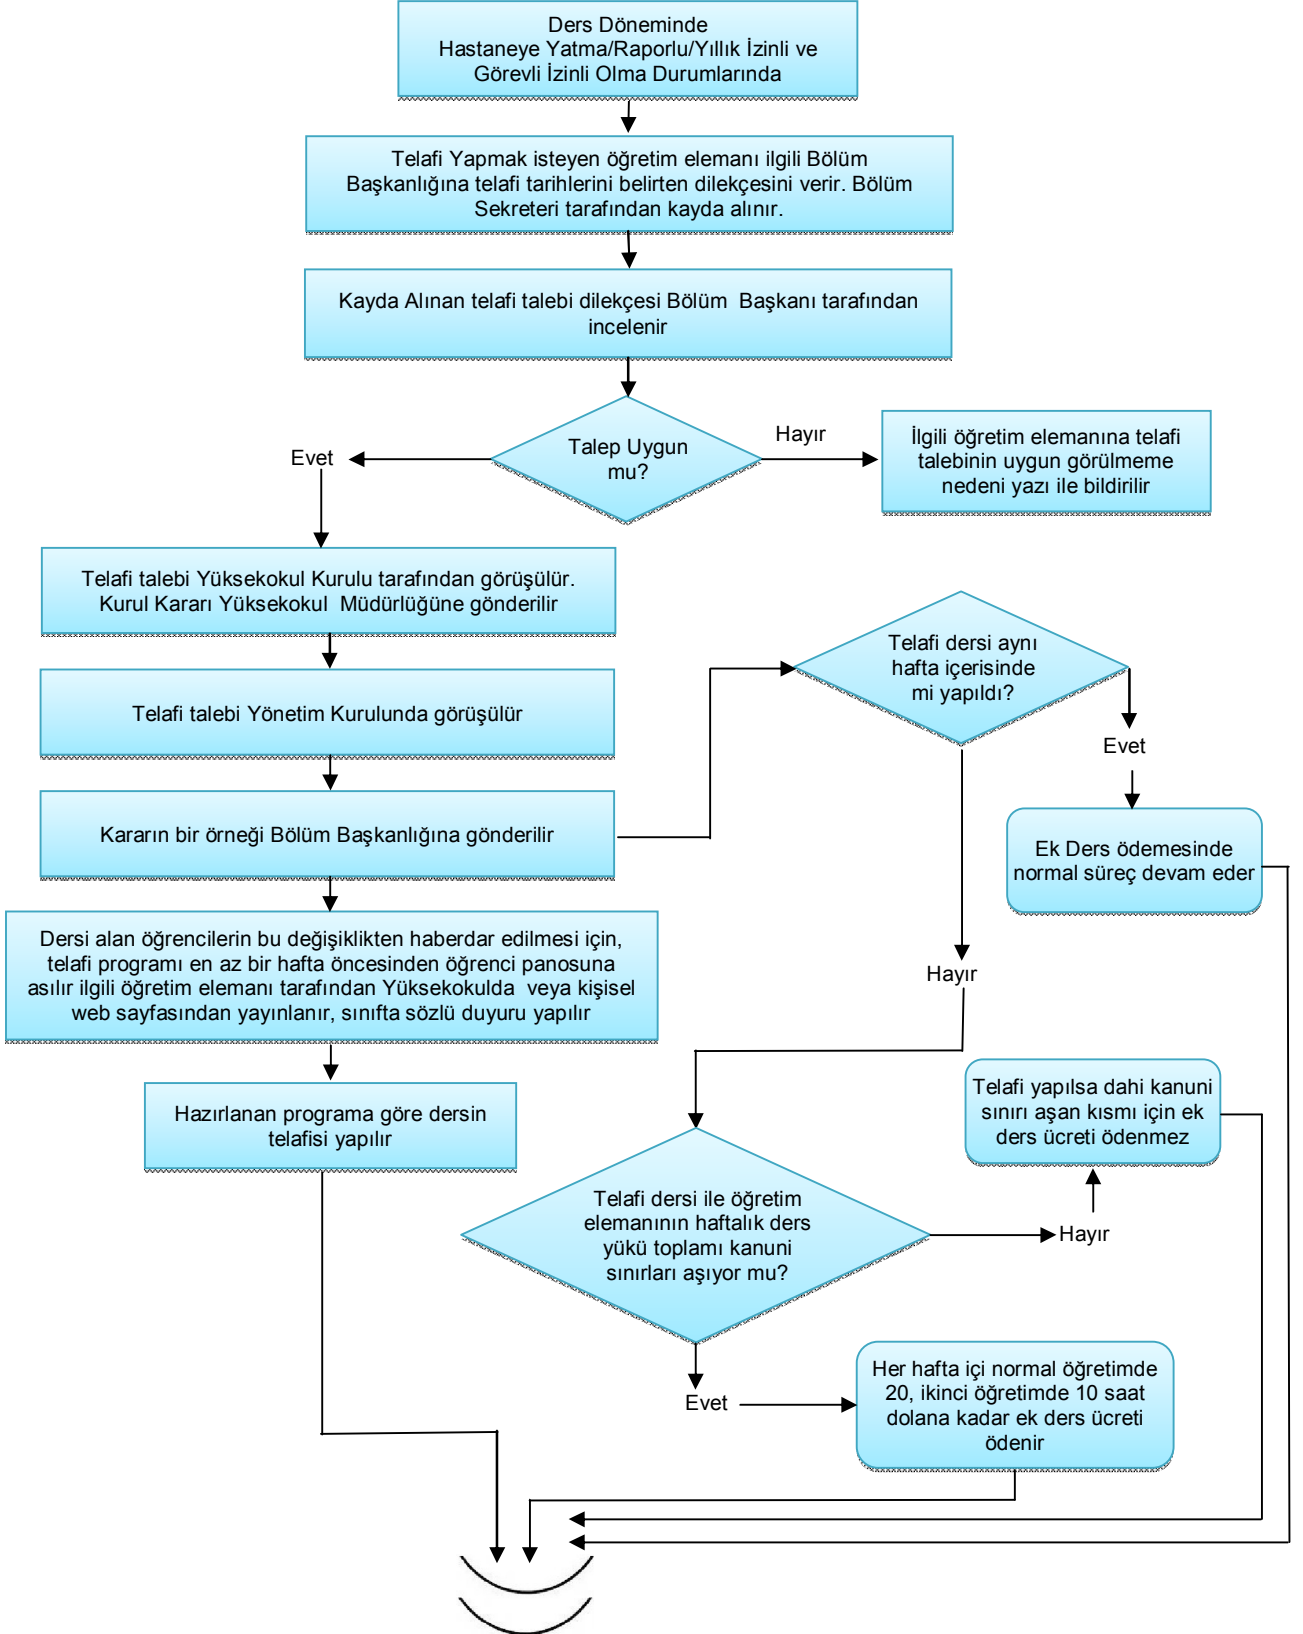 Ders Döneminde
Hastaneye Yatma/Raporlu/Yıllık İzinli ve
Görevli İzinli Olma Durumlarında
Telafi Yapmak isteyen öğretim elemanı ilgili Bölüm
Başkanlığına telafi tarihlerini belirten dilekçesini verir. Bölüm
Sekreteri tarafından kayda alınır.
Kayda Alınan telafi talebi dilekçesi Bölüm Başkanı tarafından
incelenir
Talep Uygun
mu?
Hayır
Evet
İlgili öğretim elemanına telafi
talebinin uygun görülmeme
nedeni yazı ile bildirilir
Telafi talebi Yüksekokul Kurulu tarafından görüşülür.
Kurul Kararı Yüksekokul Müdürlüğüne gönderilir
Telafi dersi aynı
hafta içerisinde
mi yapıldı?
Telafi talebi Yönetim Kurulunda görüşülür
Evet
Kararın bir örneği Bölüm Başkanlığına gönderilir
Ek Ders ödemesinde
normal süreç devam eder
Dersi alan öğrencilerin bu değişiklikten haberdar edilmesi için,
telafi programı en az bir hafta öncesinden öğrenci panosuna
asılır ilgili öğretim elemanı tarafından Yüksekokulda veya kişisel
web sayfasından yayınlanır, sınıfta sözlü duyuru yapılır
Hayır
Hazırlanan programa göre dersin
telafisi yapılır
Telafi yapılsa dahi kanuni
sınırı aşan kısmı için ek
ders ücreti ödenmez
Telafi dersi ile öğretim
elemanının haftalık ders
yükü toplamı kanuni
sınırları aşıyor mu?
Hayır
Evet
Her hafta içi normal öğretimde
20, ikinci öğretimde 10 saat
dolana kadar ek ders ücreti
ödenir